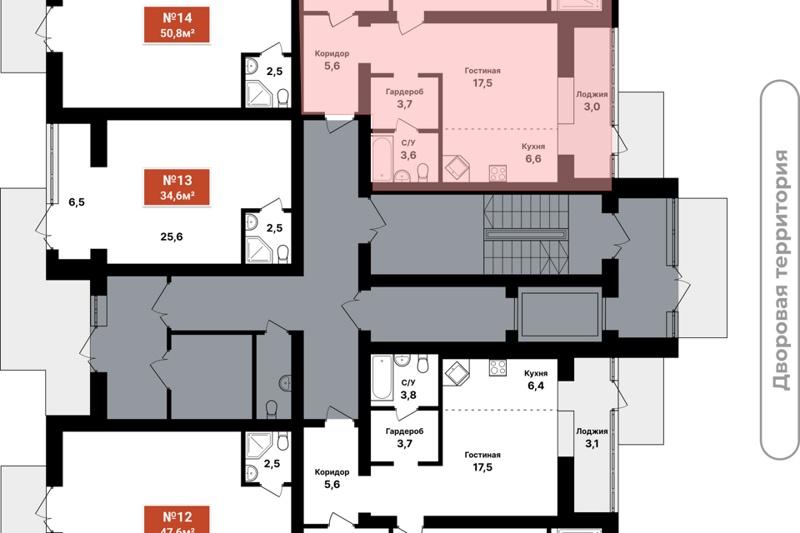 №14
50,8м²
2,5
Коридор
5,6
Гостиная
17,5
Гардероб
3,7
Лоджия
3,0
С/У
3,6
Кухня
6,6
№13
34,6м²
6,5
25,6
2,5
Дворовая территория
С/У
3,8
Кухня
6,4
Гардероб
3,7
Лоджия
3,1
Гостиная
17,5
Коридор
5,6
2,5
№12
47,6м²